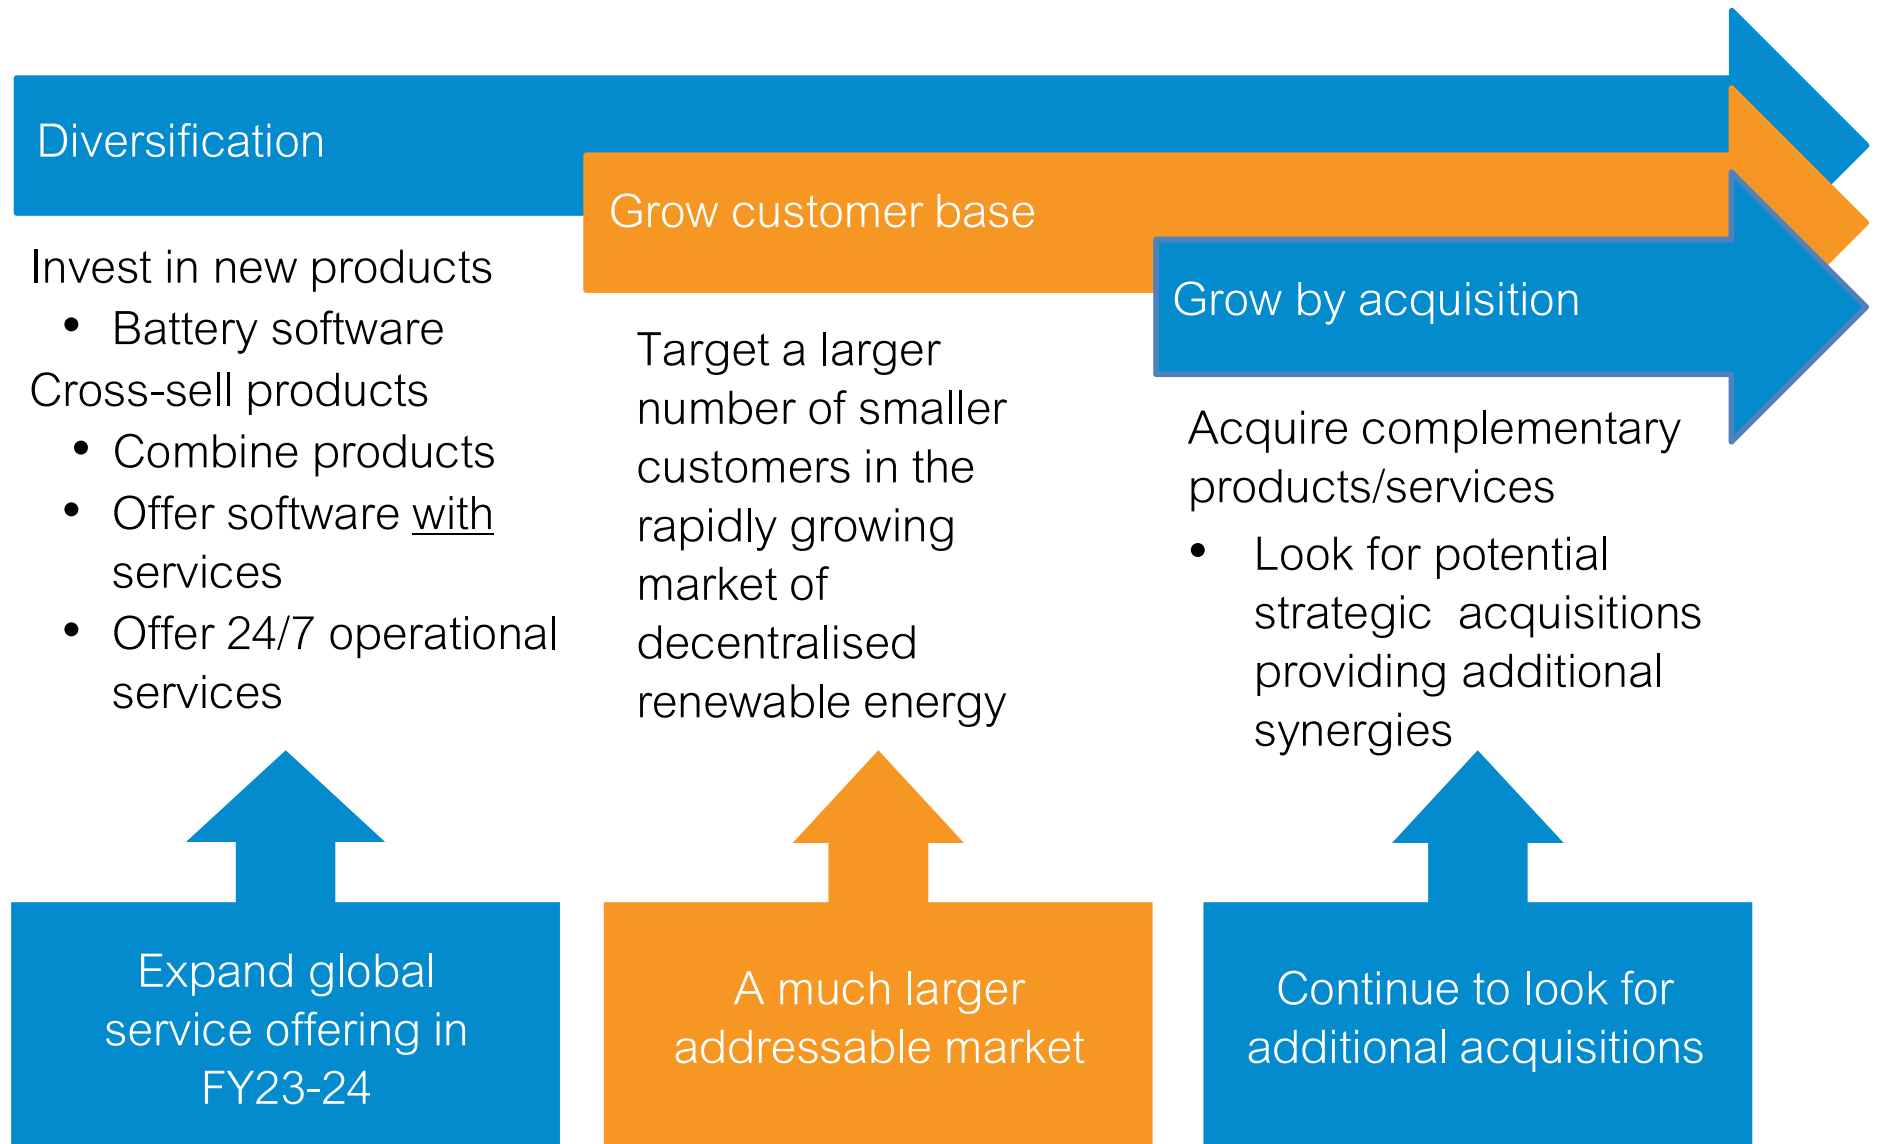 Diversification
Invest in new products
• Battery software
Cross-sell products
• Combine products
• Offer software with
services
• Offer 24/7 operational
services
Expand global
service offering in
FY23-24
Grow customer base
Target a larger
number of smaller
customers in the
rapidly growing
market of
decentralised
renewable energy
A much larger
addressable market
Grow by acquisition
Acquire complementary
products/services
• Look for potential
strategic acquisitions
providing additional
synergies
Continue to look for
additional acquisitions